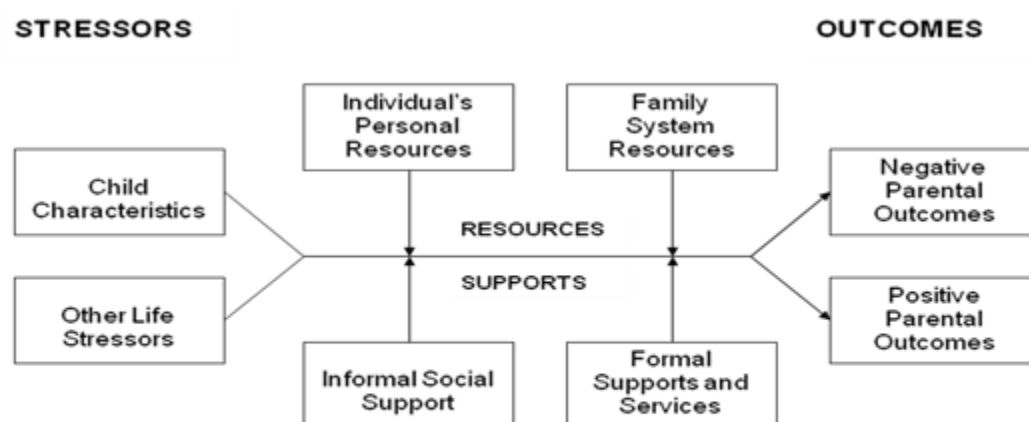 STRESSORS
OUTCOMES
Individual's
Personal
Resources
Family
System
Resources
Child
Characteristics
Negative
Parental
Outcomes
RESOURCES
SUPPORTS
Other Life
Stressors
Positive
Parental
Outcomes
Informal Social
Support
Formal
Supports and
Services